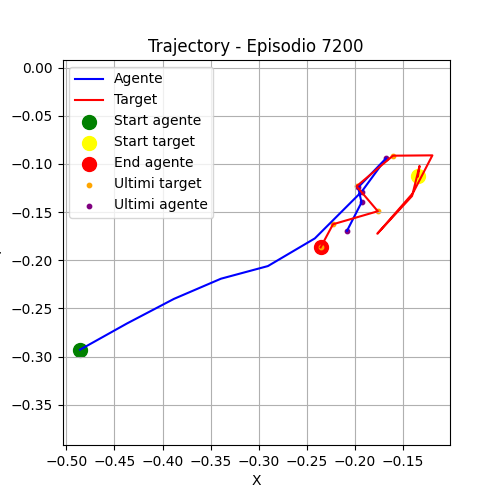 Trajectory - Episodio 7200
0.00
−0.05
−0.10
−0.15
−0.20
−0.25
−0.30
−0.35
Agente
Target
Start agente
Start target
End agente
Ultimi target
Ultimi agente
−0.50 −0.45 −0.40 −0.35 −0.30 −0.25 −0.20 −0.15
X